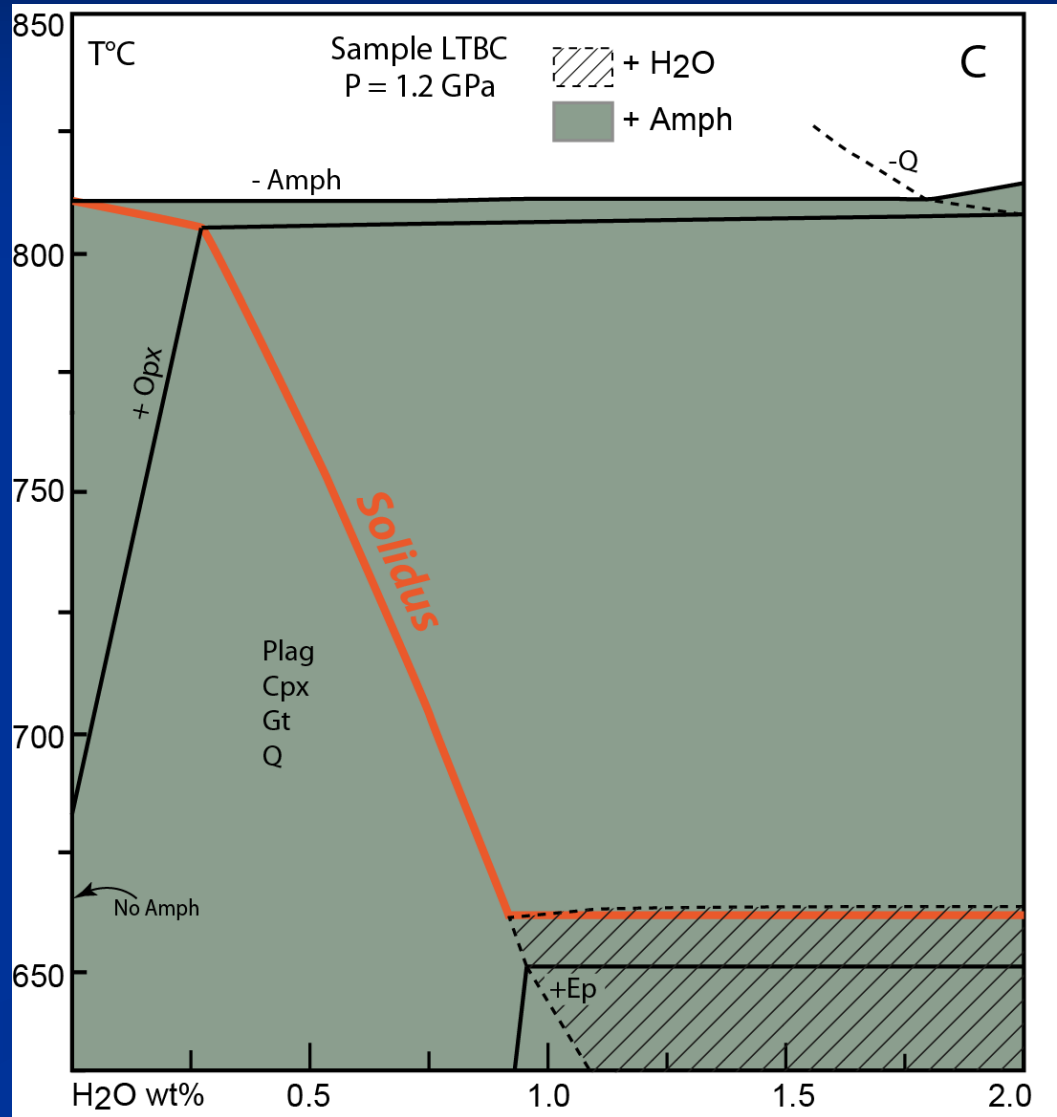 850
T°C
Sample LTBC
P = 1.2 GPa
+ H2O
+ Amph
C
-Q
- Amph
800
+ Opx
750
Solidus
700
Plag
Cpx
Gt
Q
No Amph
650
+Ep
H2O wt%
0.5
1.0
1.5
2.0